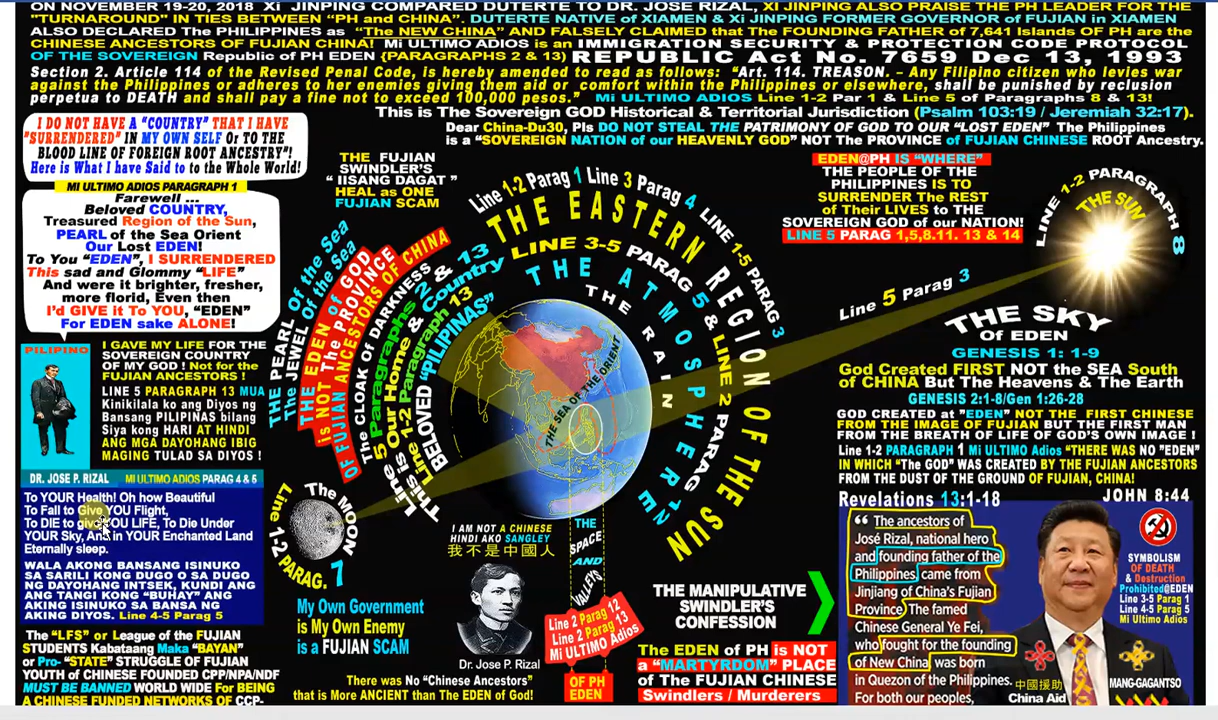 ON NOVEMBER 19-20, 2018 Xi JINPING COMPARED DUTERTE TO DR. JOSE RIZAL, XI JINPING ALSO PRAISE THE PH LEADER FOR THE
"TURNAROUND" IN TIES BETWEEN "PH and CHINA". DUTERTE NATIVE of XIAMEN & Xi JINPING FORMER GOVERNOR of FUJIAN in XIAMEN
ALSO DECLARED The PHILIPPINES as "The NEW CHINA" AND FALSELY CLAIMED that the FOUNDING FATHER of 7,641 Islands OF PH are the
CHINESE ANCESTORS OF FUJIAN CHINA! Mi ULTIMO ADIOS is an IMMIGRATION SECURITY & PROTECTION CODE PROTOCOL
OF THE SOVEREIGN Republic of PH EDEN {PARAGRAPHS 2 & 13} REPUBLIC Act No. 7659 Dec 13, 1993
Section 2. Article 114 of the Revised Penal Code, is hereby amended to read as follows: "Art. 114. TREASON. – Any Filipino citizen who levies war
against the Philippines or adheres to her enemies giving them aid or comfort within the Philippines or elsewhere, shall be punished by reclusion
perpetua to DEATH and shall pay a fine not to exceed 100,000 pesos." Mi ULTIMO ADIOS Line 1-2 Par 1 & Line 5 of Paragraphs 8 & 13!
This is The Sovereign GOD Historical & Territorial Jurisdiction (Psalm 103:19 / Jeremiah 32:17).
Dear China-Du30, Pls DO NOT STEAL THE PATRIMONY OF GOD TO OUR "LOST EDEN" The Philippines
is a "SOVEREIGN NATION of our HEAVENLY GOD" NOT The PROVINCE of FUJIAN CHINESE ROOT Ancestry.
I DO NOT HAVE A "COUNTRY" THAT I HAVE
"SURRENDERED" IN MY OWN SELF Or TO THE
BLOOD LINE OF FOREIGN ROOT ANCESTRY"!
Here is What I have Said to to the Whole World!
MI ULTIMO ADIOS PARAGRAPH 1
Farewell ...
Beloved COUNTRY,
Treasured Region of the Sun,
PEARL of the Sea Orient
Our Lost EDEN!
To You "EDEN", I SURRENDERED
This sad and Glommy "LIFE"
And were it brighter, fresher,
more florid, Even then
I'd GIVE it To YOU, "EDEN"
For EDEN sake ALONE!
PILIPINO
I GAVE MY LIFE FOR THE
SOVEREIGN COUNTRY
OF MY GOD ! Not for the
FUJIAN ANCESTORS!
LINE 5 PARAGRAPH 13 MUA
Kinikilala ko ang Diyos ng
Bansang PILIPINAS bilang
Siya kong HARI AT HINDI
ANG MGA DAYOHANG IBIG
MAGING TULAD SA DIYOS !
DR. JOSE P. RIZAL MI ULTIMO ADIOS PARAG 4 & 5
To YOUR Health! Oh how Beautiful
To Fall to Give YOU Flight,
To DIE to give YOU LIFE, To Die Under
YOUR Sky, And in YOUR Enchanted Land
Eternally sleep.
WALA AKONG BANSANG ISINUKO
SA SARILI KONG DUGO O SA DUGO
NG DAYOHANG INTSEK, KUNDI ANG
ANG TANGI KONG "BUHAY" ANG
AKING ISINUKO SA BANSA NG
AKING DIYOS. Line 4-5 Parag 5
The "LFS" or League of the FUJIAN
STUDENTS Kabataang Maka "BAYAN"
or Pro- "STATE" STRUGGLE OF FUJIAN
YOUTH of CHINESE FOUNDED CPP/NPA/NDF
MUST BE BANNED WORLD WIDE For BEING
A CHINESE FUNDED NETWORKS OF CCP-
THE FUJIAN
SWINDLER'S
" IISANG DAGAT "
HEAL as ONE
FUJIAN SCAM
THE PEARL Of the Sea
The JEWEL Of the Sea
THE EDEN of GOD
is NOT The PROVINCE
OF FUJIAN ANCESTORS OF CHINA
The CLOAK Of DARKNESS
Line 5 Paragraphs 2 & 13
This is Our Home & Country
Line 1-2 Paragraph 13
BELOVED "PILIPINAS"
Line 1-2 Parag 1 Line 3 Parag 4 LINE 1-5 PARAG 3
THE EASTERN REGION OF THE SUN
LINE 3-5 PARAG 5 & LINE 2 PARAG
THE ATMOSPHERE
THE RAIN
THE SEA OF THE ORIENT
EDEN@PH IS "WHERE"
THE PEOPLE OF THE
PHILIPPINES IS TO
SURRENDER The REST
of Their LIVES to THE
SOVEREIGN GOD of our NATION!
LINE 5 PARAG 1,5,8.11. 13 & 14
LINE 1-2 PARAGRAPH 8
THE SUN
Line 5 Parag 3
THE SKY
Of EDEN
GENESIS 1: 1-9
God Created FIRST NOT the SEA South
of CHINA But The Heavens & The Earth
GENESIS 2:1-8/Gen 1:26-28
GOD CREATED at "EDEN" NOT THE FIRST CHINESE
FROM THE IMAGE OF FUJIAN BUT THE FIRST MAN
FROM THE BREATH OF LIFE OF GOD'S OWN IMAGE !
Line 1-2 PARAGRAPH 1 Mi ULTIMO Adios "THERE WAS NO "EDEN"
IN WHICH "The GOD" WAS CREATED BY THE FUJIAN ANCESTORS
FROM THE DUST OF THE GROUND OF FUJIAN, CHINA!
Revelations 13:1-18 JOHN 8:44
The MOON
Line 1-2 PARAG. 7
I AM NOT A CHINESE
HINDI AKO SANGLEY
我不是中國人
Dr. Jose P. Rizal
My Own Government
is My Own Enemy
is a FUJIAN SCAM
There was No "Chinese Ancestors"
that is More ANCIENT than The EDEN of God!
THE
SPACE
AND
VALLEYS
Line 2 Parag 12
Line 2 Parag 13
Mi ULTIMO Adios
OF PH
EDEN
THE MANIPULATIVE
SWINDLER'S
CONFESSION
The EDEN of PH is NOT
a "MARTYRDOM" PLACE
of The FUJIAN CHINESE
Swindlers / Murderers
“ The ancestors of
José Rizal, national hero
and founding father of the
Philippines, came from
Jinjiang of China's Fujian
Province. The famed
Chinese General Ye Fei,
who fought for the founding
of New China, was born
in Quezon of the Philippines.
For both our peoples,
SYMBOLISM
OF DEATH
& Destruction
Prohibited@EDEN
Line 3-5 Parag 1
Line 4-5 Parag 5
Mi ULTIMO Adios
中國援助
China Aid
MANG-GAGANTSO